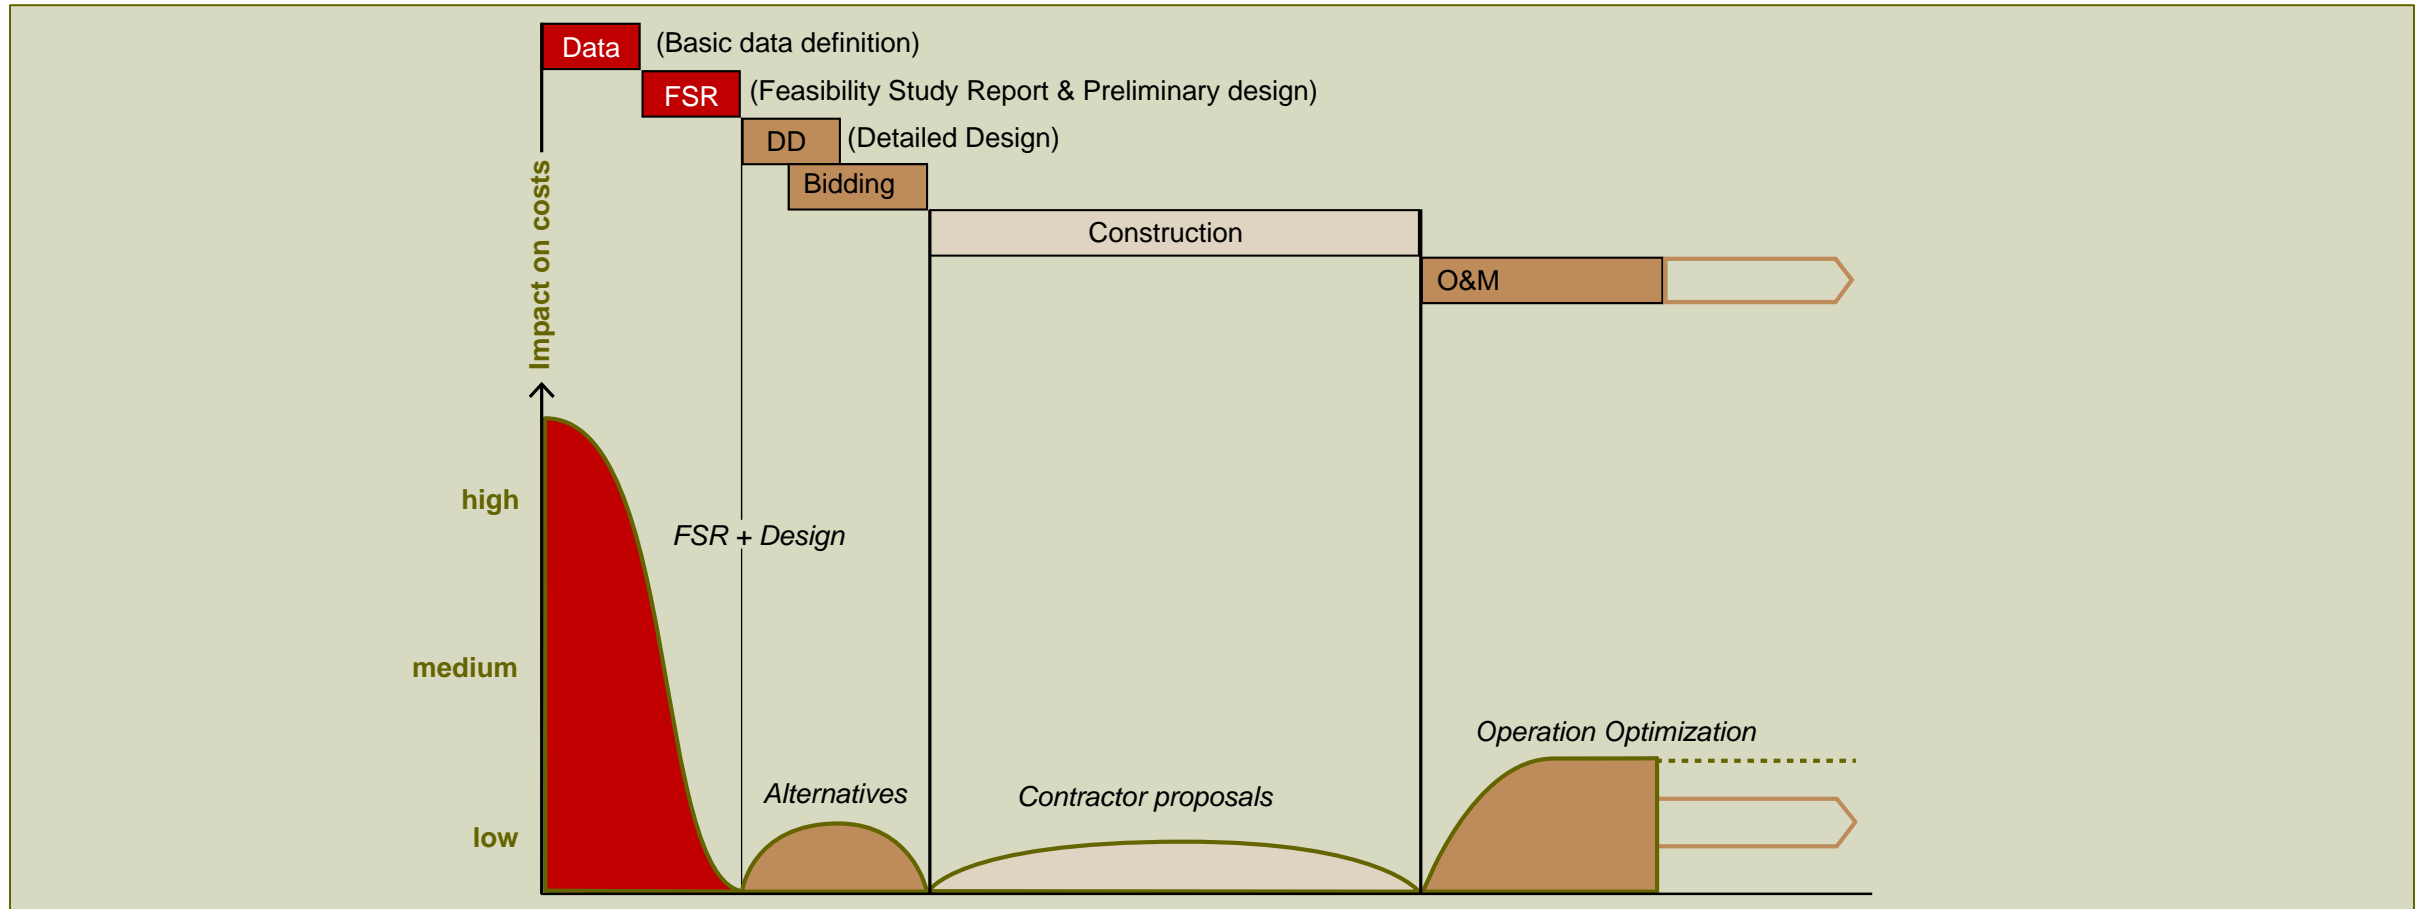 Data
(Basic data definition)
FSR
(Feasibility Study Report & Preliminary design)
DD
(Detailed Design)
Bidding
Construction
O&M
Impact on costs
high
FSR + Design
medium
Operation Optimization
Alternatives
Contractor proposals
low